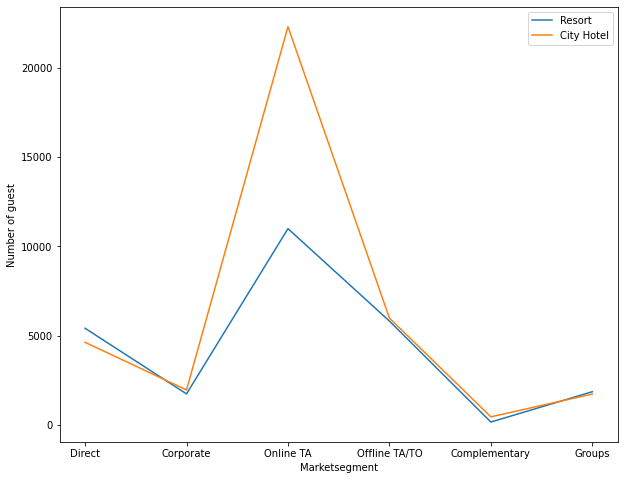 Resort
City Hotel
20000
15000
10000
5000
0
Number of guest
Direct Corporate Online TA Offline TA/TO Complementary Groups
Marketsegment